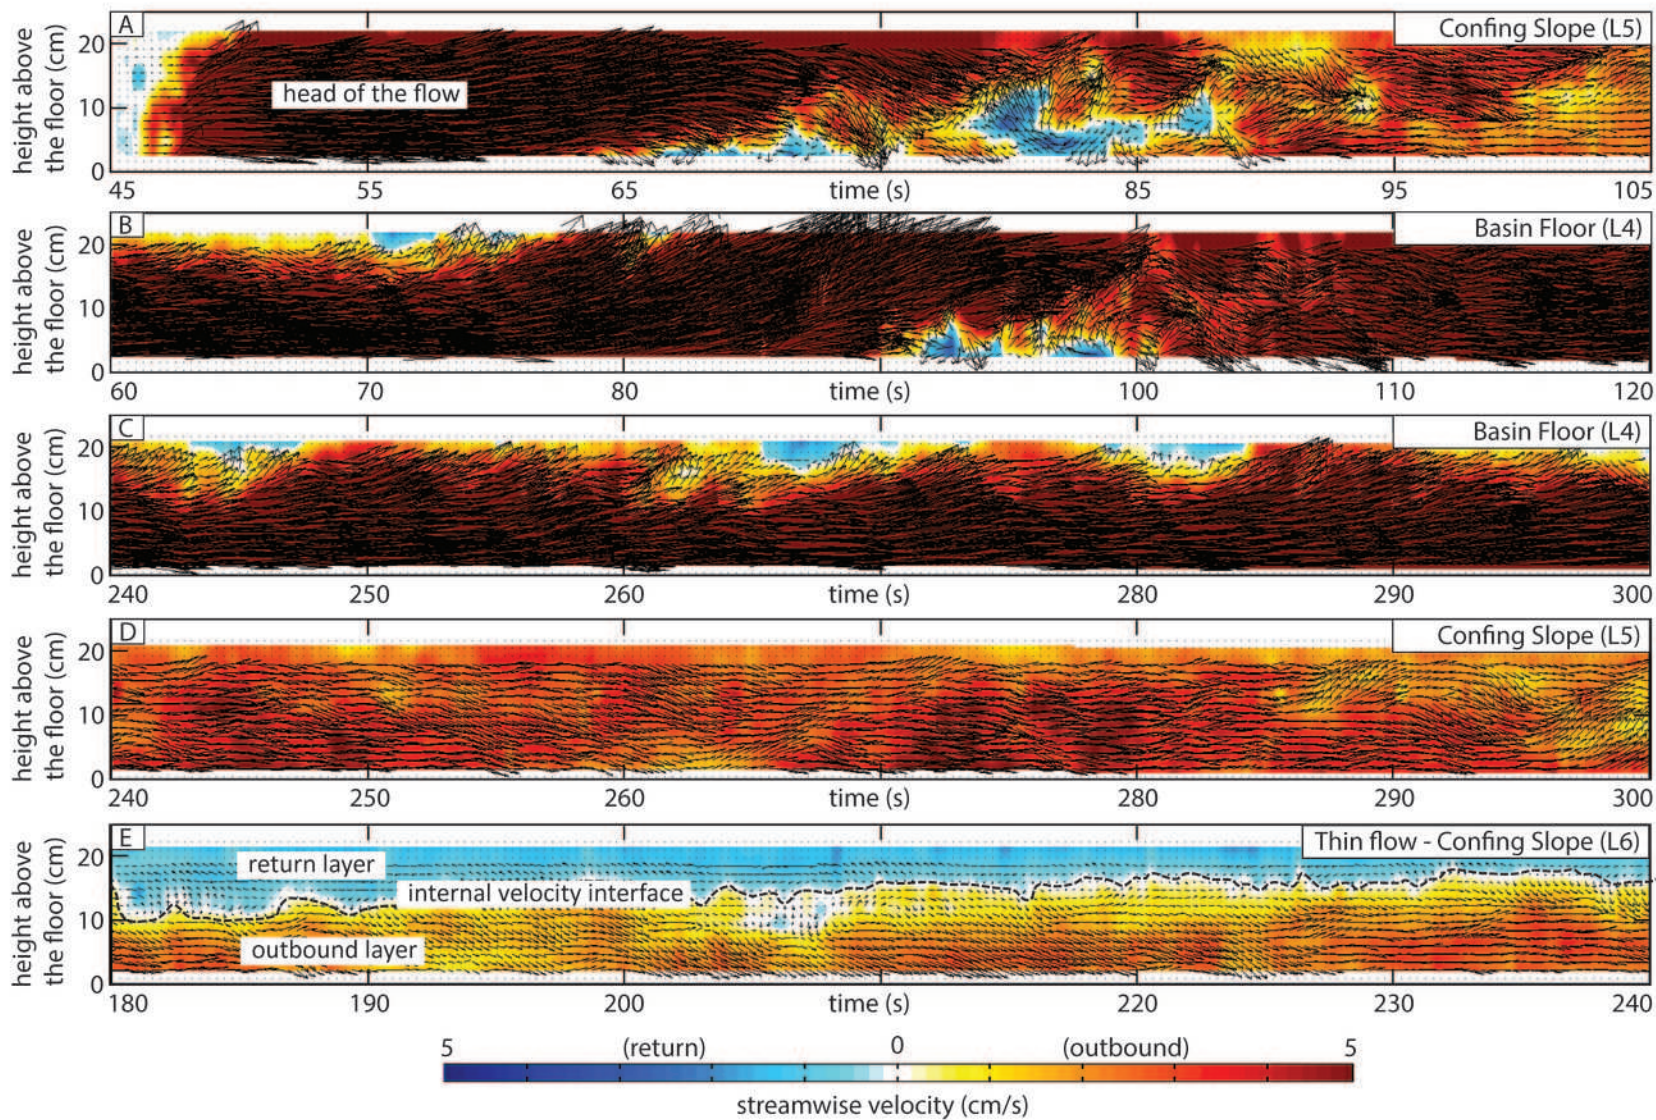 A
Confing Slope (L5)
height above
the floor (cm)
20
10
0
head of the flow
45
55
65
time (s)
85
95
105
B
Basin Floor (L4)
height above
the floor (cm)
20
10
0
60
70
80
time (s)
100
110
120
C
Basin Floor (L4)
height above
the floor (cm)
20
10
0
240
250
260
time (s)
280
290
300
D
Confing Slope (L5)
height above
the floor (cm)
20
10
0
240
250
260
time (s)
280
290
300
E
Thin flow - Confing Slope (L6)
height above
the floor (cm)
20
10
0
return layer
internal velocity interface
outbound layer
180
190
200
time (s)
220
230
240
5
(return)
0
(outbound)
5
streamwise velocity (cm/s)